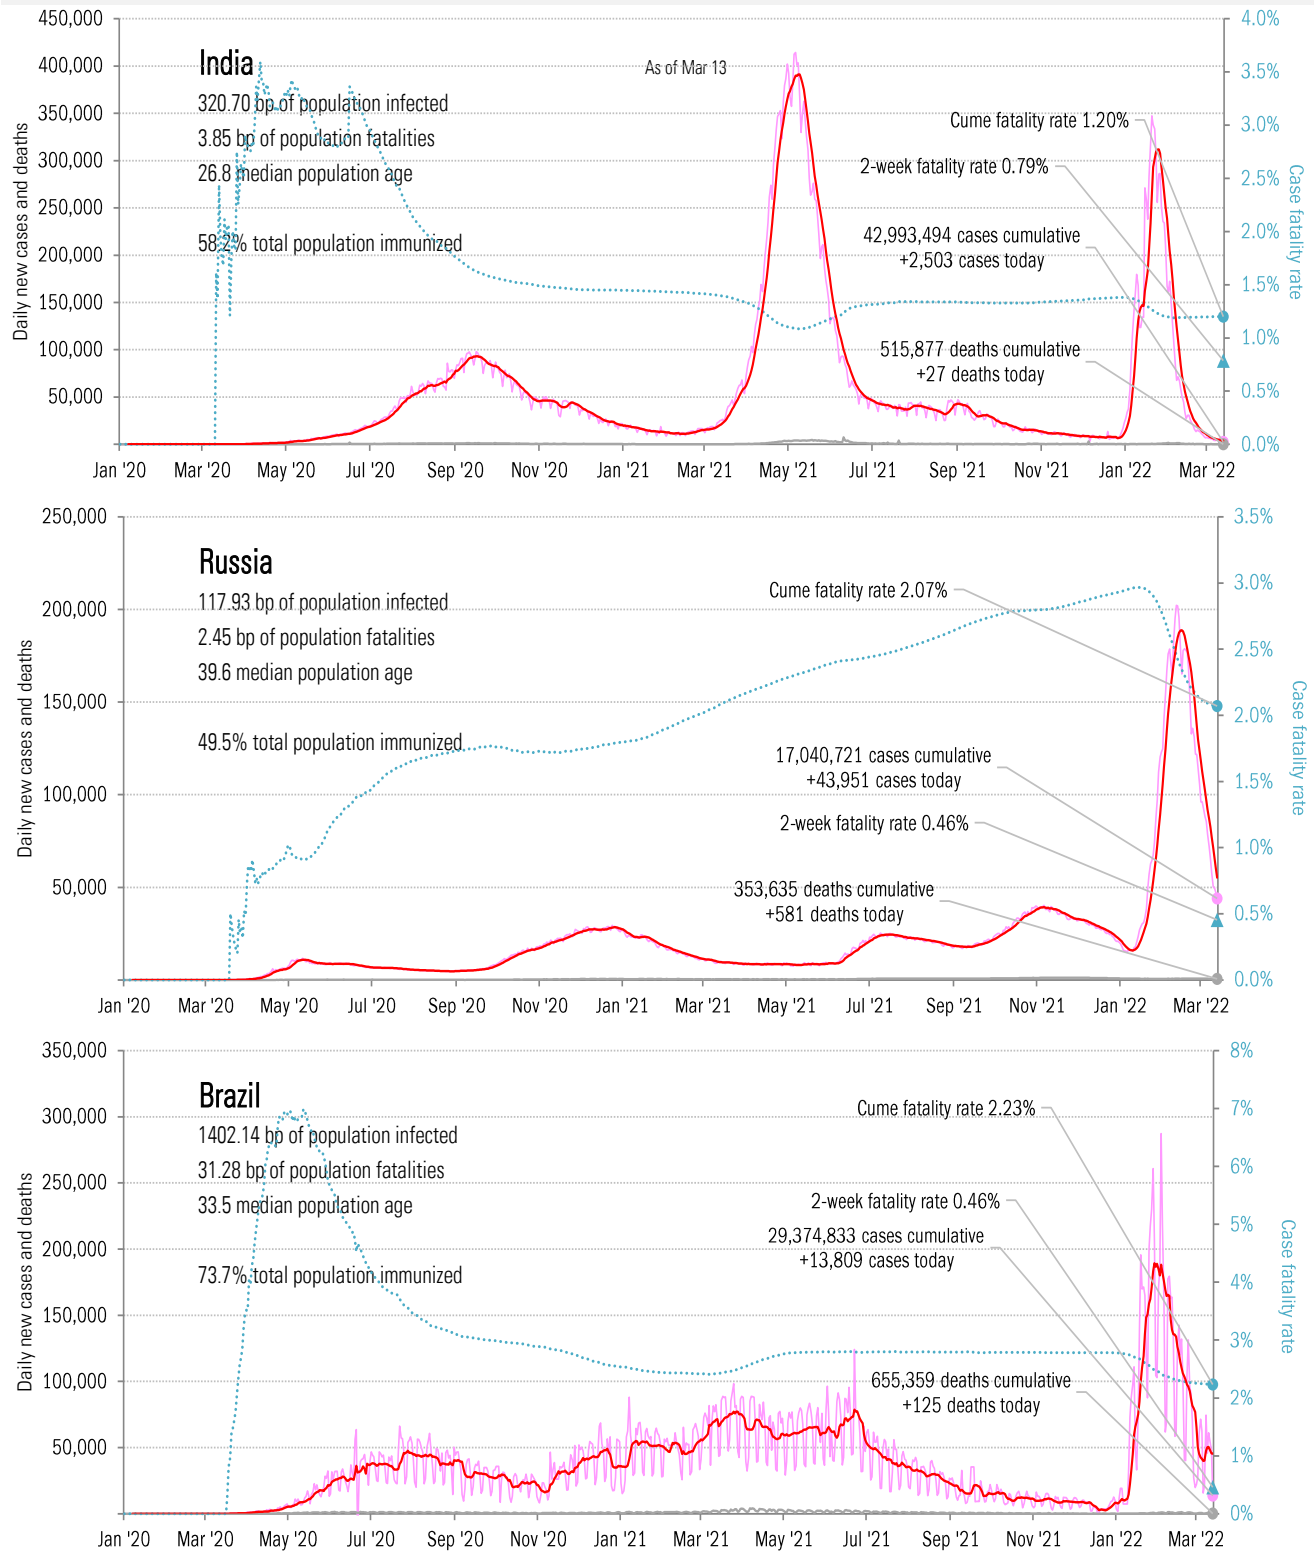 450,000
4.0%
India
400,000
As of Mar 13
3.5%
320.70 bp of population infected
350,000
Cume fatality rate 1.20%
3.0%
3.85 bp of population fatalities
300,000
2-week fatality rate 0.79%
26.8 median population age
2.5%
250,000
58.2% total population immunized
42,993,494 cases cumulative
+2,503 cases today
2.0%
200,000
1.5%
150,000
100,000
515,877 deaths cumulative
+27 deaths today
1.0%
50,000
0.5%
0.0%
Daily new cases and deaths
Case fatality rate
Jan '20 Mar '20 May '20 Jul '20 Sep '20 Nov '20 Jan '21 Mar '21 May '21 Jul '21 Sep '21 Nov '21 Jan '22 Mar '22
250,000
3.5%
Russia
Cume fatality rate 2.07%
3.0%
117.93 bp of population infected
200,000
2.45 bp of population fatalities
2.5%
39.6 median population age
150,000
2.0%
49.5% total population immunized
17,040,721 cases cumulative
+43,951 cases today
1.5%
100,000
2-week fatality rate 0.46%
1.0%
50,000
353,635 deaths cumulative
+581 deaths today
0.5%
0.0%
Daily new cases and deaths
Case fatality rate
Jan '20 Mar '20 May '20 Jul '20 Sep '20 Nov '20 Jan '21 Mar '21 May '21 Jul '21 Sep '21 Nov '21 Jan '22 Mar '22
350,000
8%
Brazil
Cume fatality rate 2.23%
7%
300,000
1402.14 bp of population infected
31.28 bp of population fatalities
6%
250,000
2-week fatality rate 0.46%
33.5 median population age
5%
200,000
29,374,833 cases cumulative
+13,809 cases today
73.7% total population immunized
4%
150,000
3%
100,000
655,359 deaths cumulative
+125 deaths today
2%
50,000
1%
0%
Daily new cases and deaths
Case fatality rate
Jan '20 Mar '20 May '20 Jul '20 Sep '20 Nov '20 Jan '21 Mar '21 May '21 Jul '21 Sep '21 Nov '21 Jan '22 Mar '22